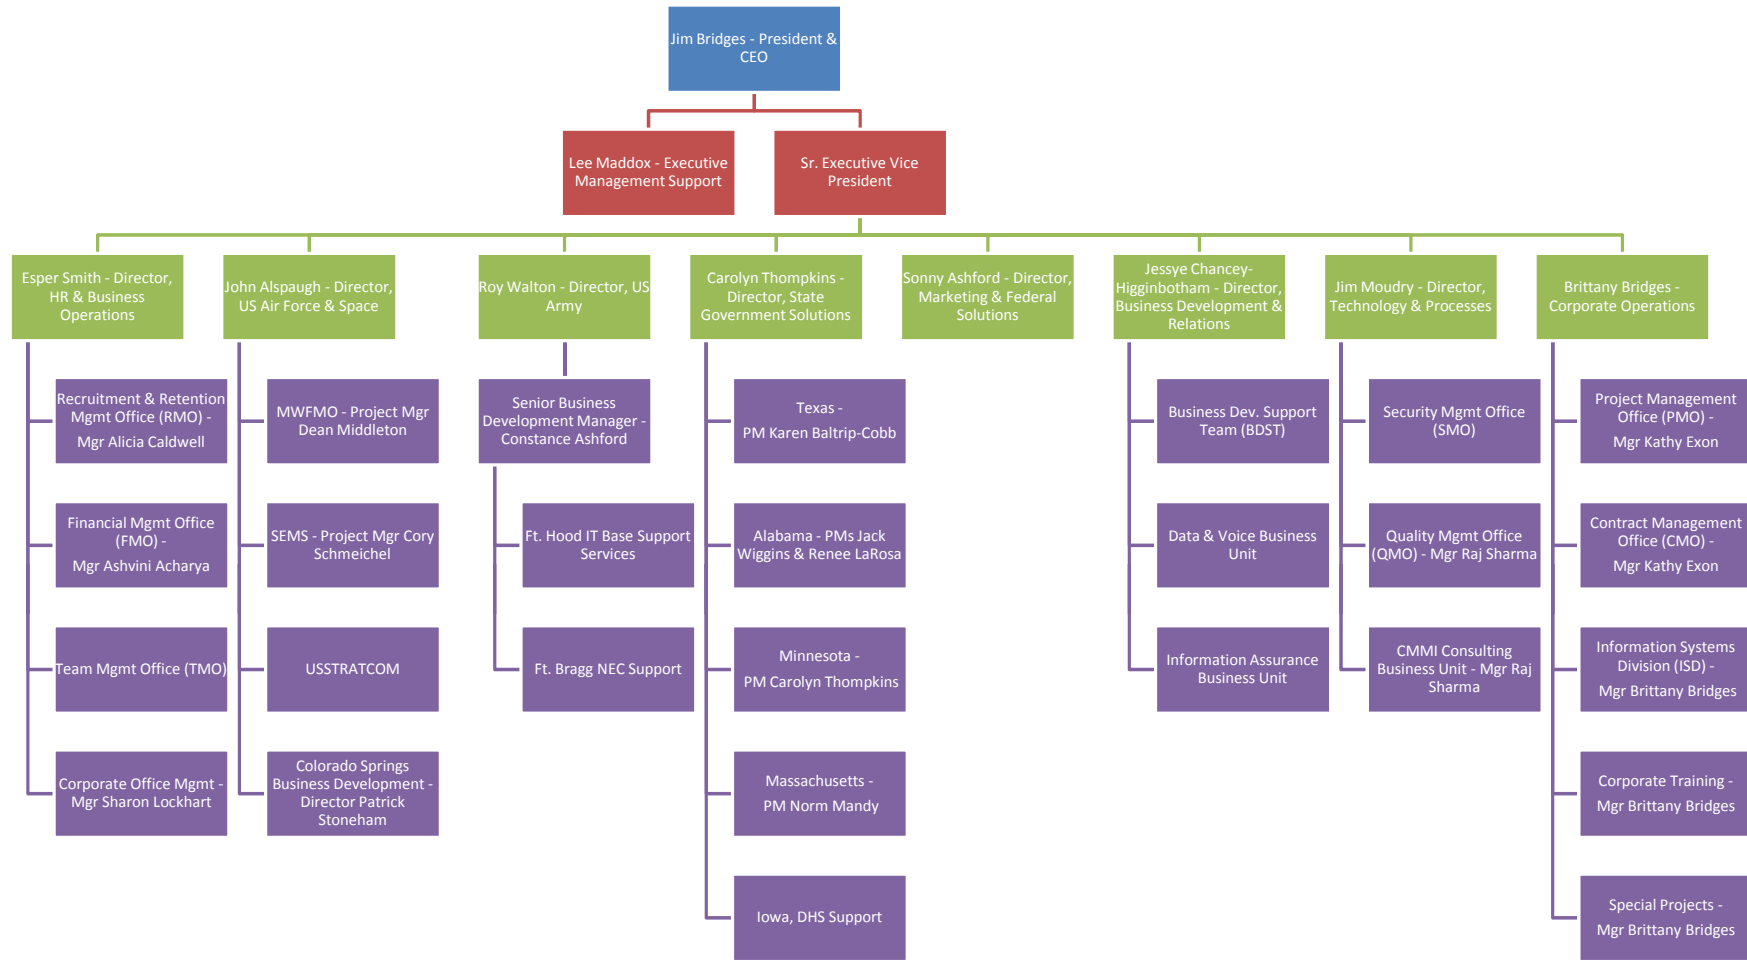 Jim Bridges - President &
CEO
Lee Maddox - Executive
Management Support
Sr. Executive Vice
President
Esper Smith - Director,
HR & Business
Operations
John Alspaugh - Director,
US Air Force & Space
Roy Walton - Director, US
Army
Carolyn Thompkins -
Director, State
Government Solutions
Sonny Ashford - Director,
Marketing & Federal
Solutions
Jessye Chancey-
Higginbotham - Director,
Business Development &
Relations
Jim Moudry - Director,
Technology & Processes
Brittany Bridges -
Corporate Operations
Recruitment & Retention
Mgmt Office (RMO) -
Mgr Alicia Caldwell
Financial Mgmt Office
(FMO) -
Mgr Ashvini Acharya
Team Mgmt Office (TMO)
Corporate Office Mgmt -
Mgr Sharon Lockhart
MWFMO - Project Mgr
Dean Middleton
SEMS - Project Mgr Cory
Schmeichel
USSTRATCOM
Colorado Springs
Business Development -
Director Patrick
Stoneham
Senior Business
Development Manager -
Constance Ashford
Ft. Hood IT Base Support
Services
Ft. Bragg NEC Support
Texas -
PM Karen Baltrip-Cobb
Alabama - PMs Jack
Wiggins & Renee LaRosa
Minnesota -
PM Carolyn Thompkins
Massachusetts -
PM Norm Mandy
Iowa, DHS Support
Business Dev. Support
Team (BDST)
Data & Voice Business
Unit
Information Assurance
Business Unit
Security Mgmt Office
(SMO)
Quality Mgmt Office
(QMO) - Mgr Raj Sharma
CMMI Consulting
Business Unit - Mgr Raj
Sharma
Project Management
Office (PMO) -
Mgr Kathy Exon
Contract Management
Office (CMO) -
Mgr Kathy Exon
Information Systems
Division (ISD) -
Mgr Brittany Bridges
Corporate Training -
Mgr Brittany Bridges
Special Projects -
Mgr Brittany Bridges